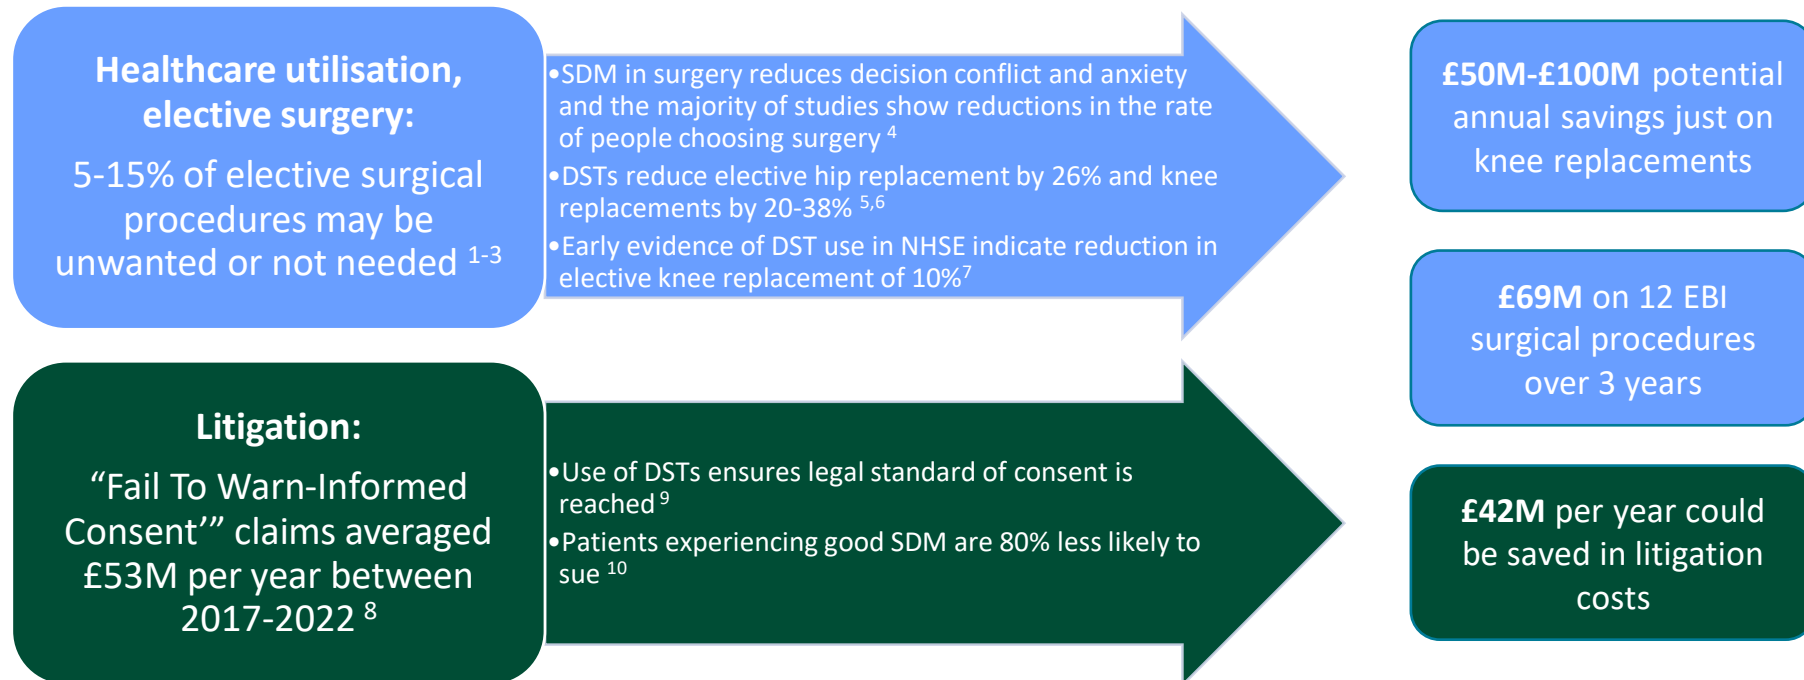 Healthcare utilisation,
elective surgery:
5-15% of elective surgical
procedures may be
unwanted or not needed 1-3
•SDM in surgery reduces decision conflict and anxiety
and the majority of studies show reductions in the rate
of people choosing surgery 4
•DSTs reduce elective hip replacement by 26% and knee
replacements by 20-38% 5,6
•Early evidence of DST use in NHSE indicate reduction in
elective knee replacement of 10%7
£50M-£100M potential
annual savings just on
knee replacements
£69M on 12 EBI
surgical procedures
over 3 years
Litigation:
“Fail To Warn-Informed
Consent’” claims averaged
£53M per year between
2017-2022 8
•Use of DSTs ensures legal standard of consent is
reached 9
•Patients experiencing good SDM are 80% less likely to
sue 10
£42M per year could
be saved in litigation
costs